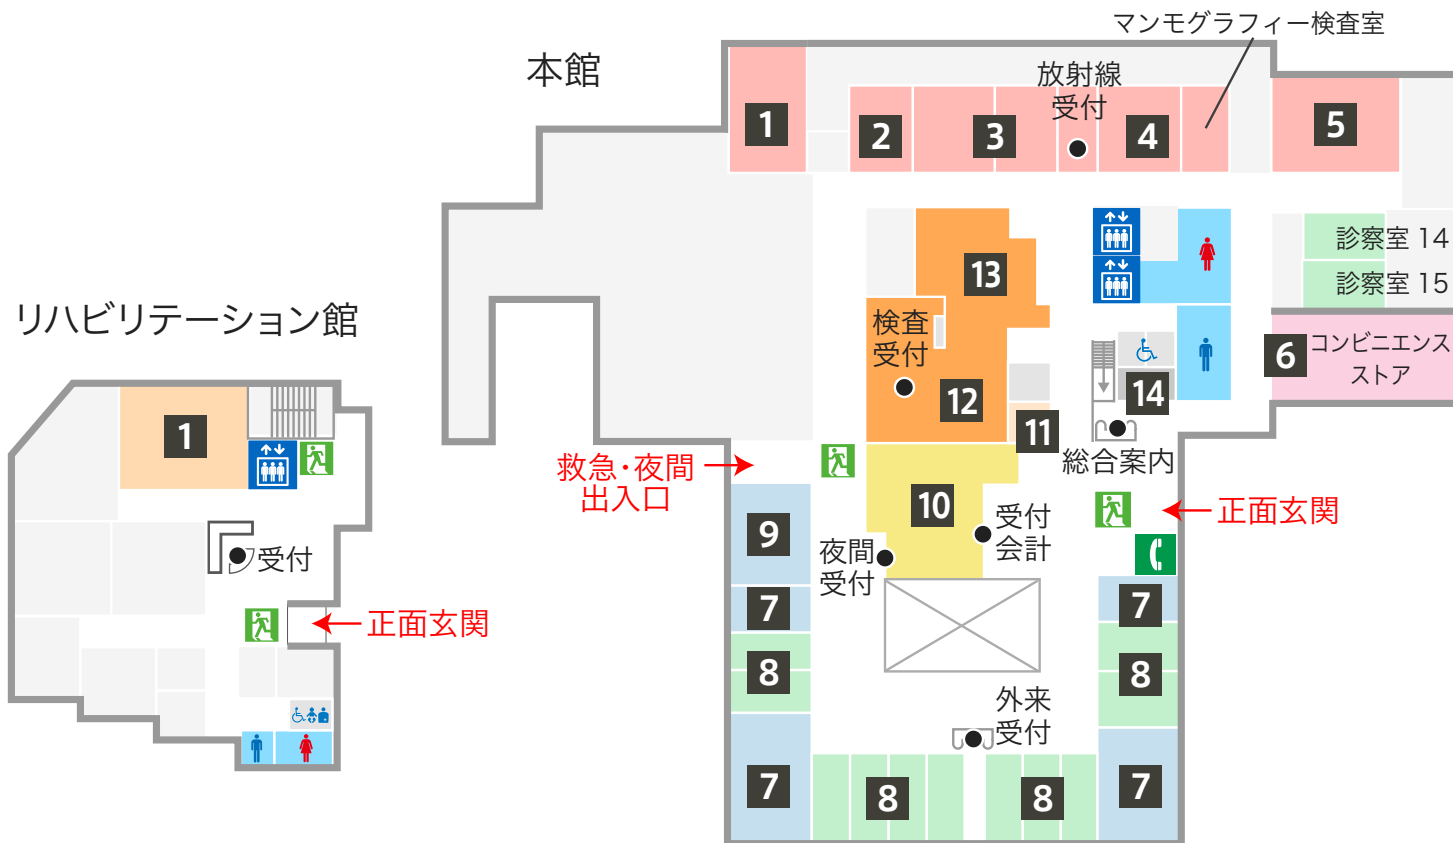 マンモグラフィー検査室
本館
放射線
受付
1
2
3
4
5
13
診察室 14
診察室 15
リハビリテーション館
検査
受付
6
コンビニエンス
ストア
12
14
11
1
総合案内
救急・夜間
出入口
10
正面玄関
9
受付
会計
夜間
受付
受付
7
7
正面玄関
8
8
外来
受付
7
8
8
7